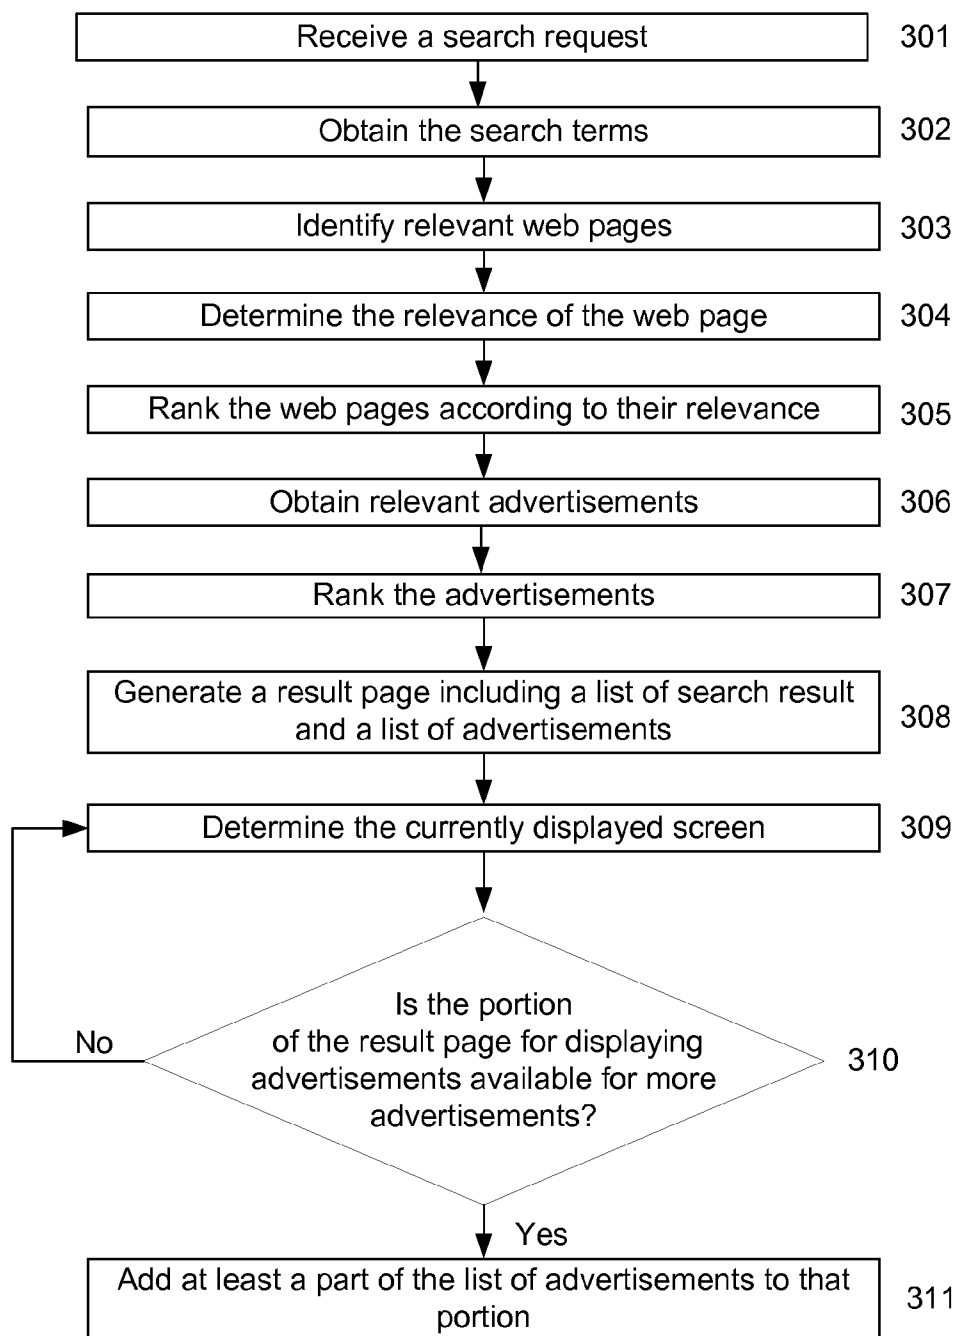 Receive a search request 301
Obtain the search terms 302
Identify relevant web pages 303
Determine the relevance of the web page 304
Rank the web pages according to their relevance 305
Obtain relevant advertisements 306
Rank the advertisements 307
Generate a result page including a list of search result
and a list of advertisements
308
Determine the currently displayed screen 309
Is the portion
of the result page for displaying
advertisements available for more
advertisements?
310
No
Yes
Add at least a part of the list of advertisements to that
portion
311